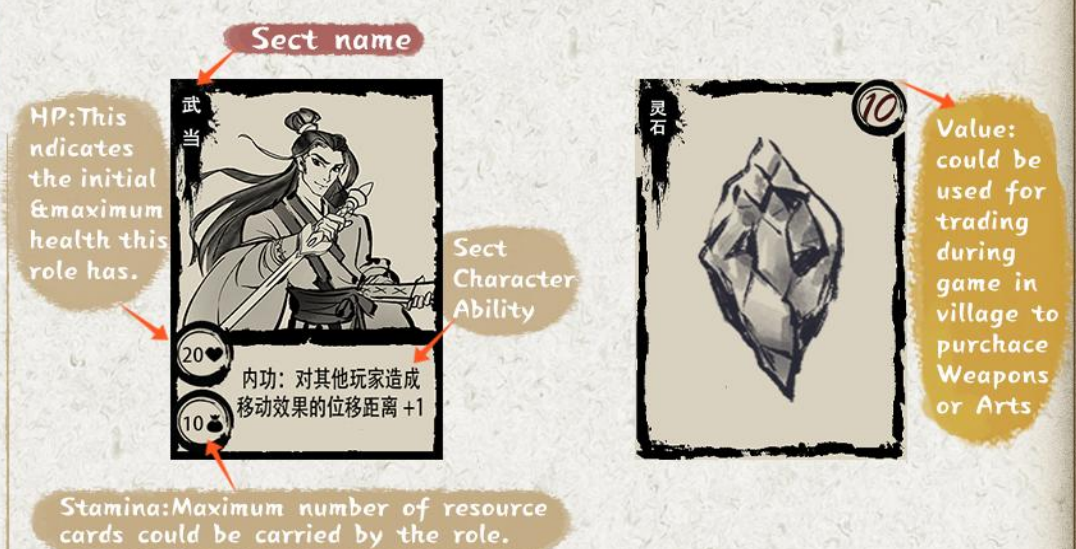 Sect name
武
当
HP:This
ndicates
the initial
&maximum
health this
role has.
Sect
Character
Ability
20
内功：对其他玩家造成
移动效果的位移距离 +1
10
Stamina:Maximum number of resource
cards could be carried by the role.
灵
石
10
Value:
could be
used for
trading
during
game in
village to
purchace
Weapons
or Arts